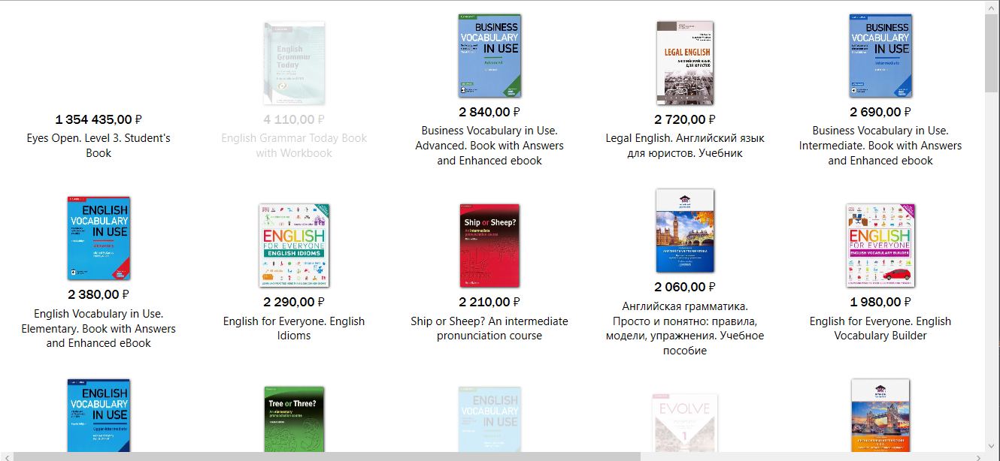 1 354 435,00 ₽
Eyes Open. Level 3. Student's
Book
English
Grammar
Today
4 110,00 ₽
English Grammar Today Book
with Workbook
BUSINESS
VOCABULARY
IN USE
Advanced
2 840,00 ₽
Business Vocabulary in Use.
Advanced. Book with Answers
and Enhanced ebook
LEGAL ENGLISH
АНГЛИЙСКИЙ ЯЗЫК
ДЛЯ ЮРИСТОВ
2 720,00 ₽
Legal English. Английский язык
для юристов. Учебник
BUSINESS
VOCABULARY
IN USE
Intermediate
2 690,00 ₽
Business Vocabulary in Use.
Intermediate. Book with Answers
and Enhanced ebook
ENGLISH
VOCABULARY
IN USE
Elementary
2 380,00 ₽
English Vocabulary in Use.
Elementary. Book with Answers
and Enhanced eBook
ENGLISH
FOR EVERYONE
ENGLISH IDIOMS
2 290,00 ₽
English for Everyone. English
Idioms
Ship or Sheep?
An intermediate
pronunciation course
2 210,00 ₽
Ship or Sheep? An intermediate
pronunciation course
АНГЛИЙСКАЯ ГРАММАТИКА
2 060,00 ₽
Английская грамматика.
Просто и понятно: правила,
модели, упражнения. Учебное
пособие
ENGLISH
FOR EVERYONE
ENGLISH VOCABULARY BUILDER
1 980,00 ₽
English for Everyone. English
Vocabulary Builder
ENGLISH
VOCABULARY
IN USE
Upper-intermediate
Tree or Three?
An elementary
pronunciation course
ENGLISH
VOCABULARY
IN USE
EVOLVE
1